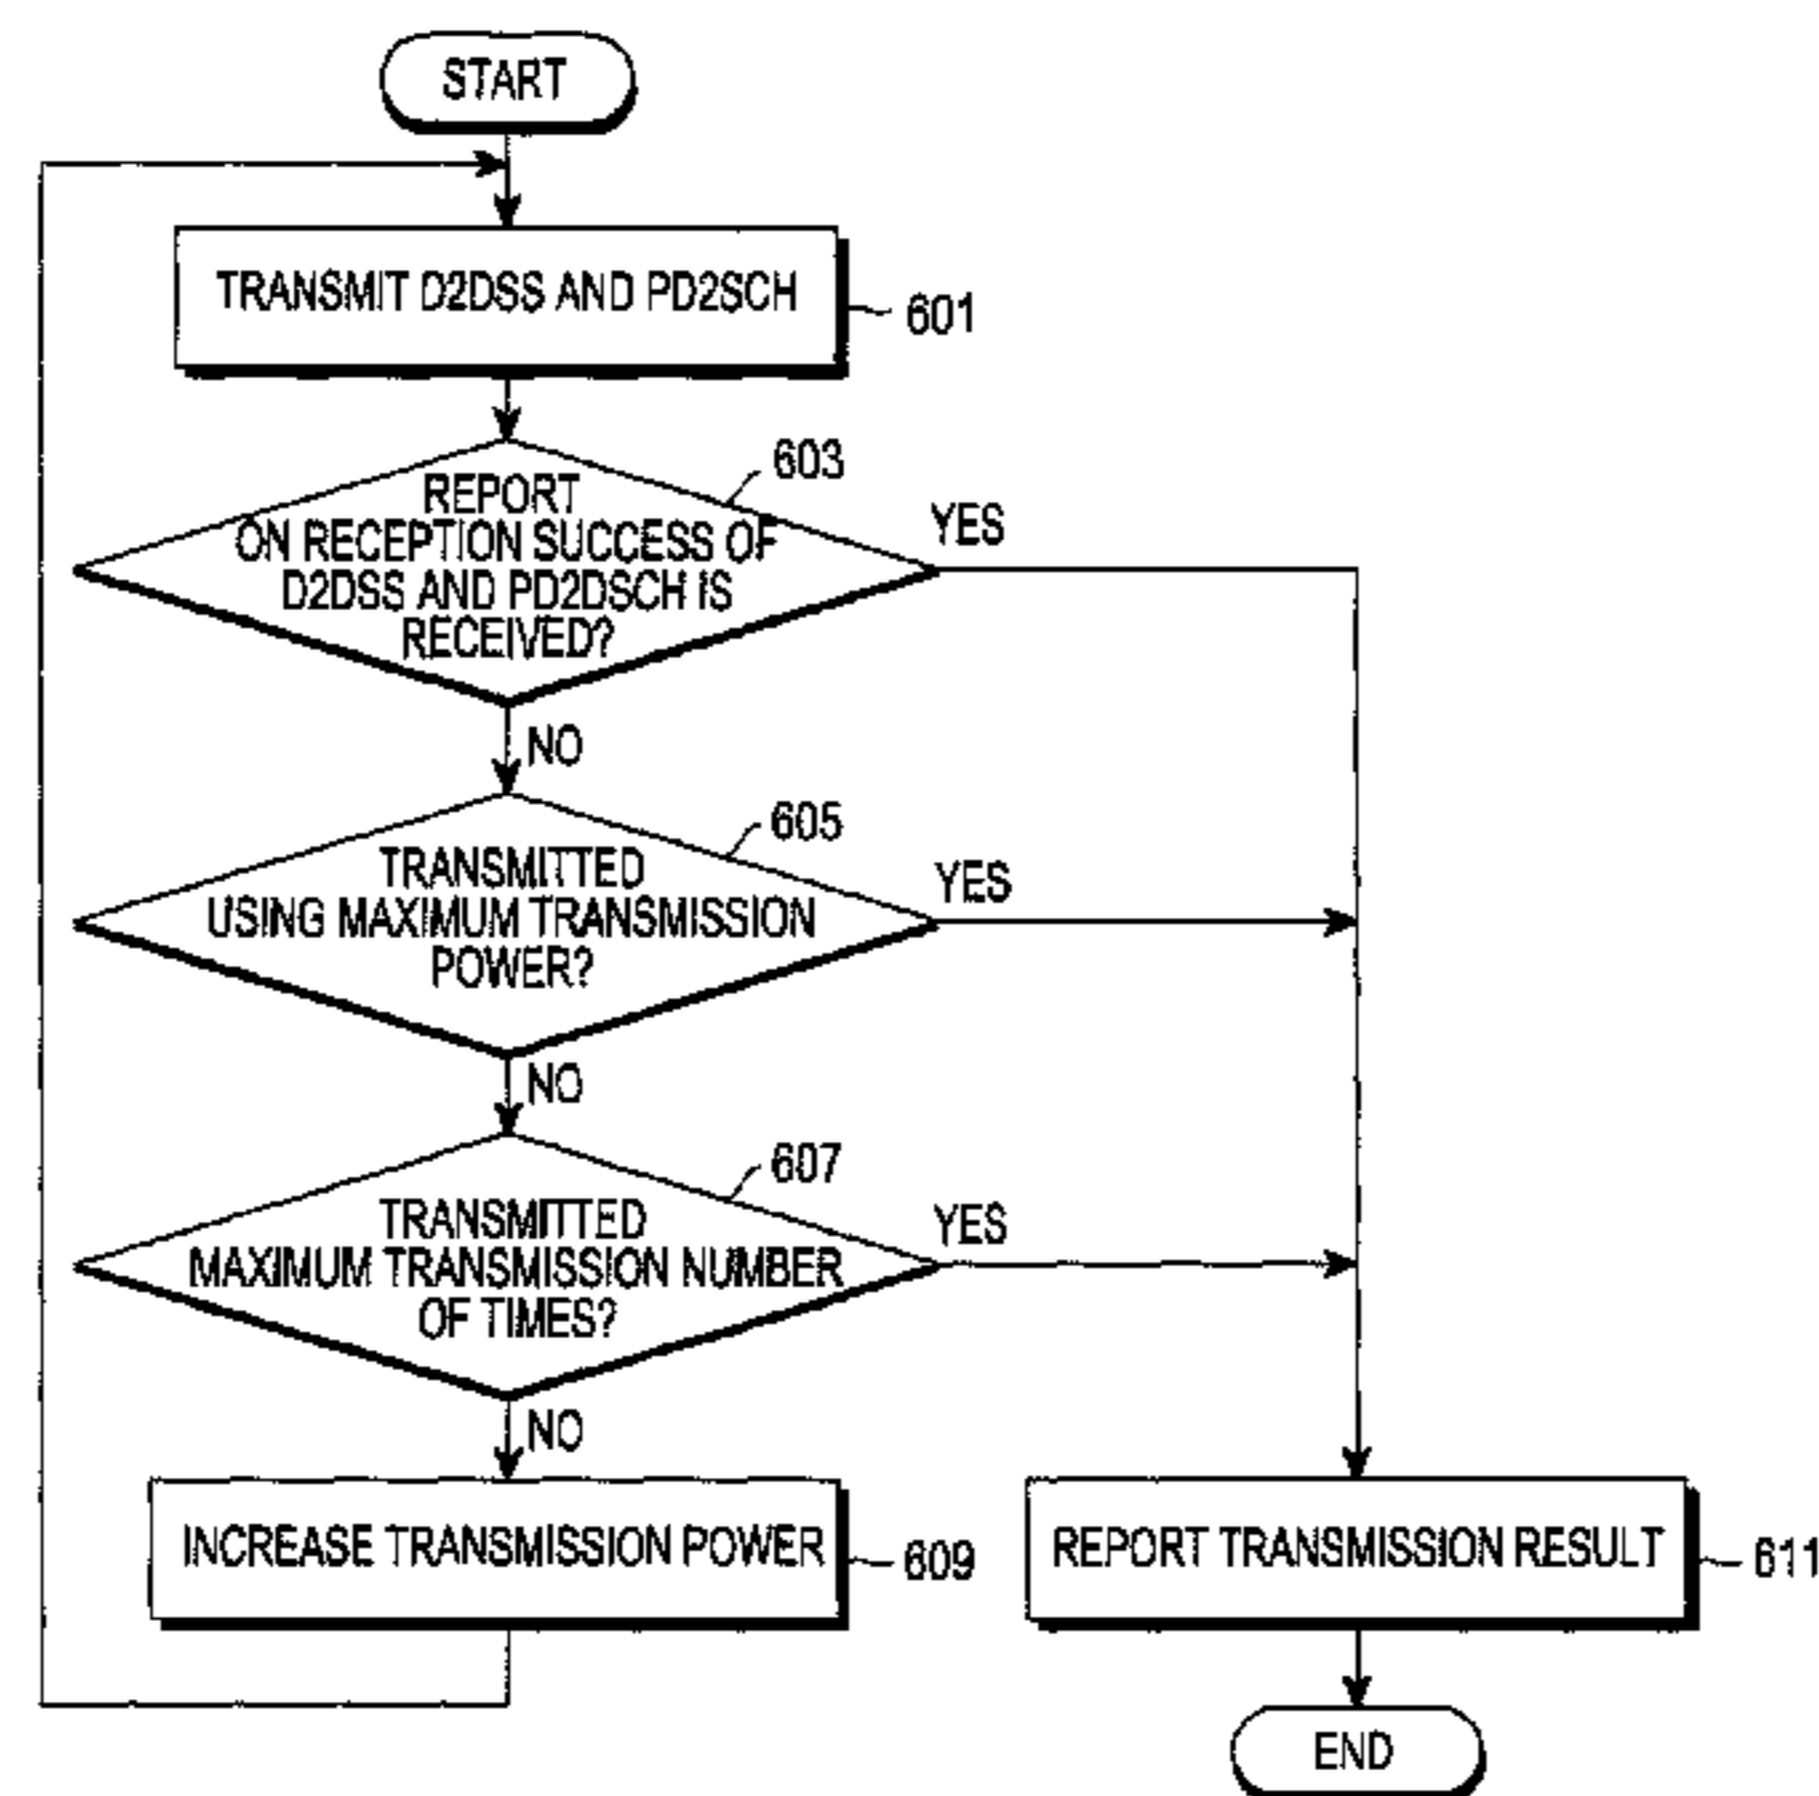 START
TRANSMIT D2DSS AND PD2SCH
601
603
REPORT
ON RECEPTION SUCCESS OF
D2DSS AND PD2DSCH IS
RECEIVED?
YES
NO
605
TRANSMITTED
USING MAXIMUM TRANSMISSION
POWER?
YES
NO
607
TRANSMITTED
MAXIMUM TRANSMISSION NUMBER
OF TIMES?
YES
NO
INCREASE TRANSMISSION POWER
609
REPORT TRANSMISSION RESULT
611
END